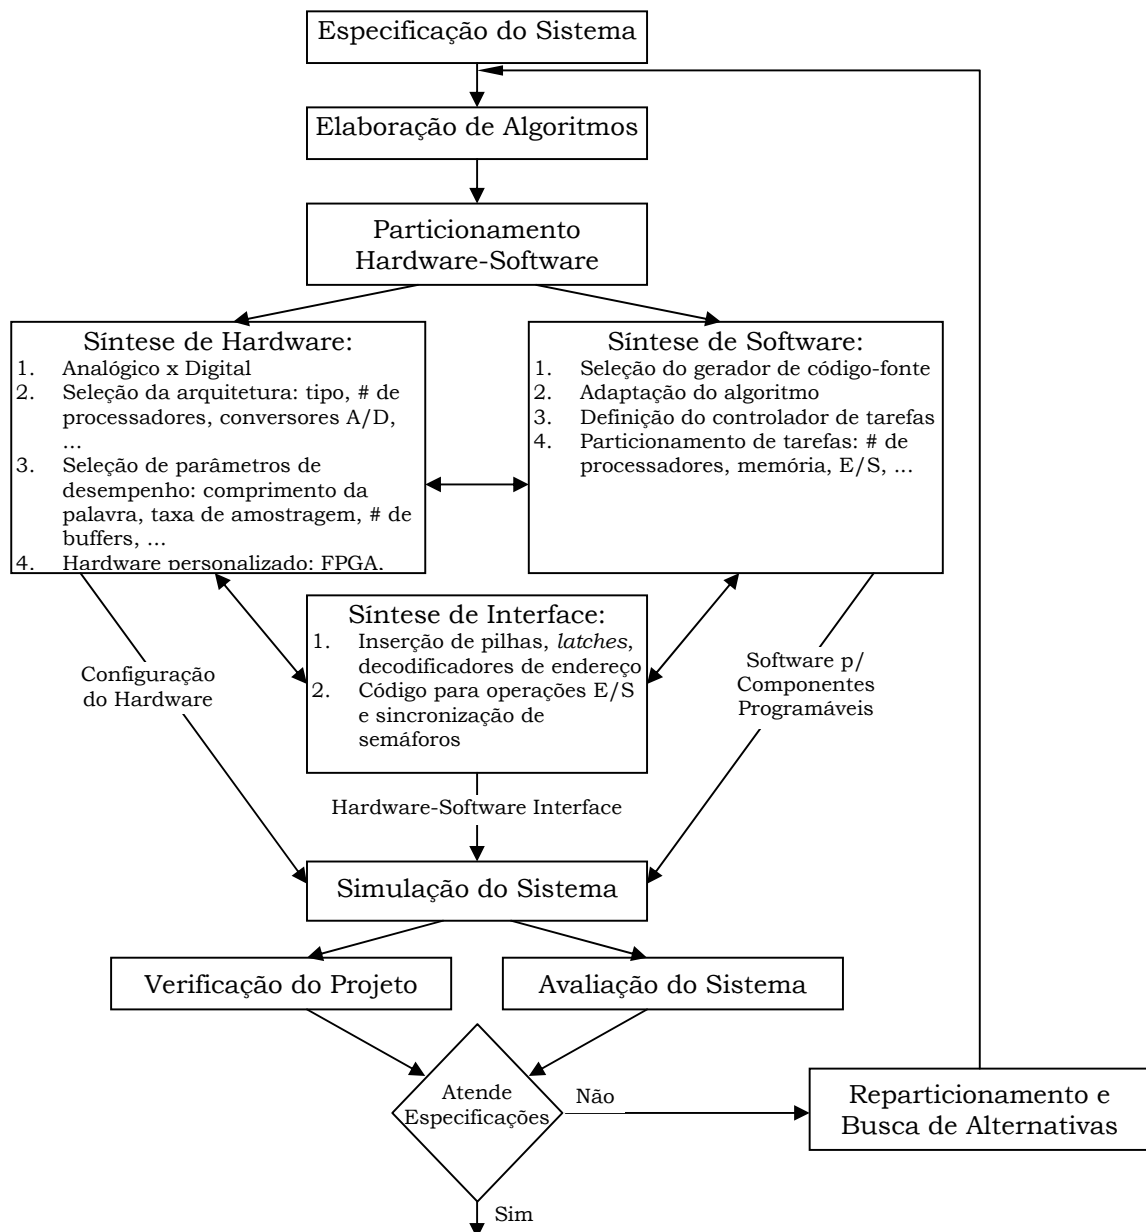 Especificação do Sistema
Elaboração de Algoritmos
Particionamento
Hardware-Software
Síntese de Hardware:
1. Analógico x Digital
2. Seleção da arquitetura: tipo, # de
processadores, conversores A/D,
...
3. Seleção de parâmetros de
desempenho: comprimento da
palavra, taxa de amostragem, # de
buffers, ...
4. Hardware personalizado: FPGA,
Síntese de Software:
1. Seleção do gerador de código-fonte
2. Adaptação do algoritmo
3. Definição do controlador de tarefas
4. Particionamento de tarefas: # de
processadores, memória, E/S, ...
Síntese de Interface:
1. Inserção de pilhas, latches,
decodificadores de endereço
2. Código para operações E/S
e sincronização de
semáforos
Configuração
do Hardware
Software p/
Componentes
Programáveis
Hardware-Software Interface
Simulação do Sistema
Verificação do Projeto
Avaliação do Sistema
Atende
Especificações
Não
Reparticionamento e
Busca de Alternativas
Sim